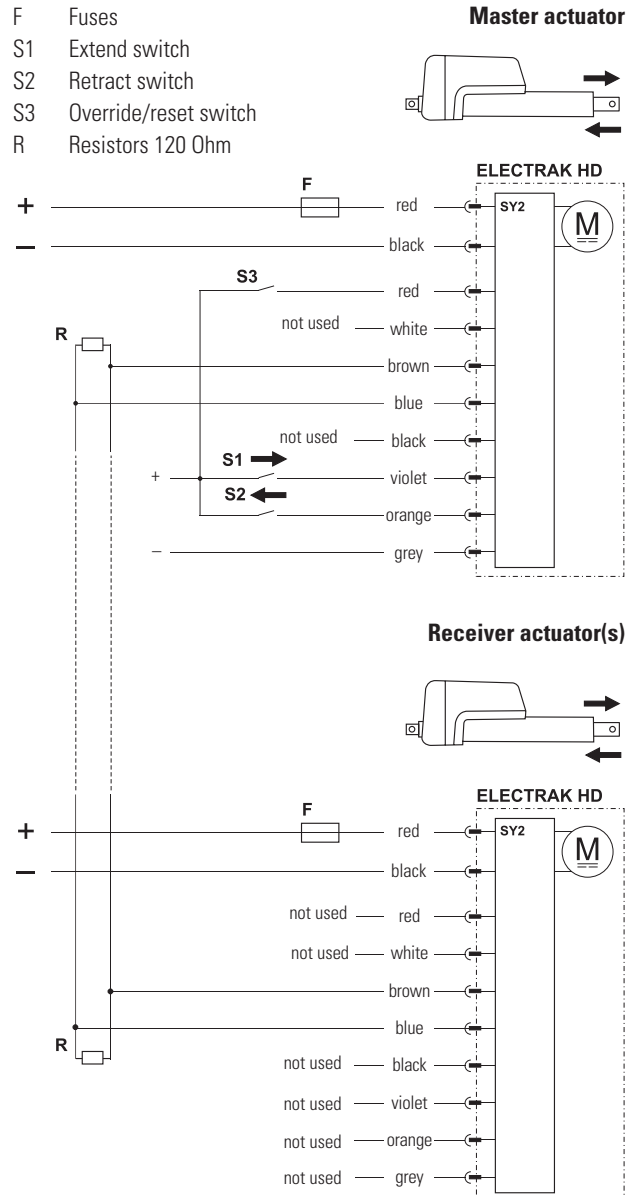 F Fuses
S1 Extend switch
S2 Retract switch
S3 Override/reset switch
R Resistors 120 Ohm
Master actuator
ELECTRAK HD
+ F red SY2 M
– black
S3 red
not used white
R brown
blue
not used black
S1
+ violet
S2
orange
– grey
Receiver actuator(s)
ELECTRAK HD
+ F red SY2 M
– black
not used red
not used white
brown
blue
R
not used black
not used violet
not used orange
not used grey